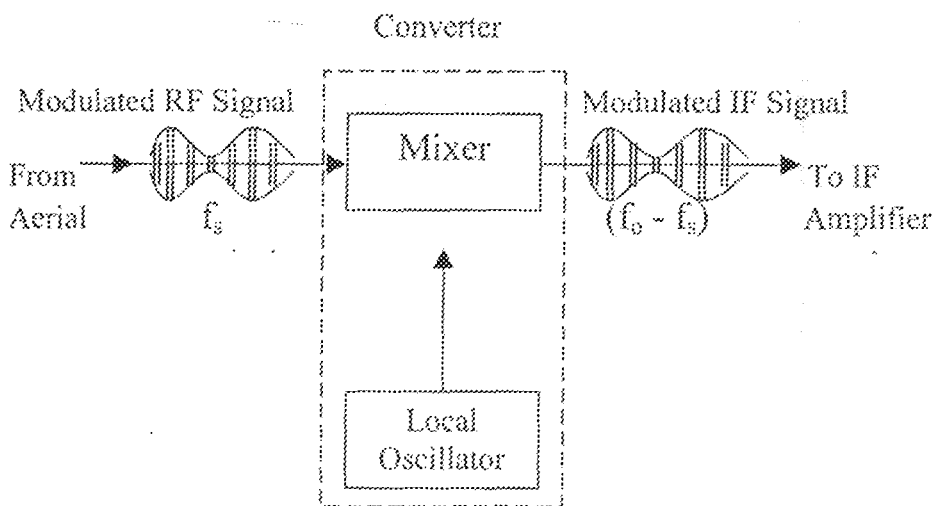 Converter
Modulated RF Signal
Modulated IF Signal
Mixer
From
Aerial
fₛ
(fₒ - fₛ)
To IF
Amplifier
Local
Oscillator